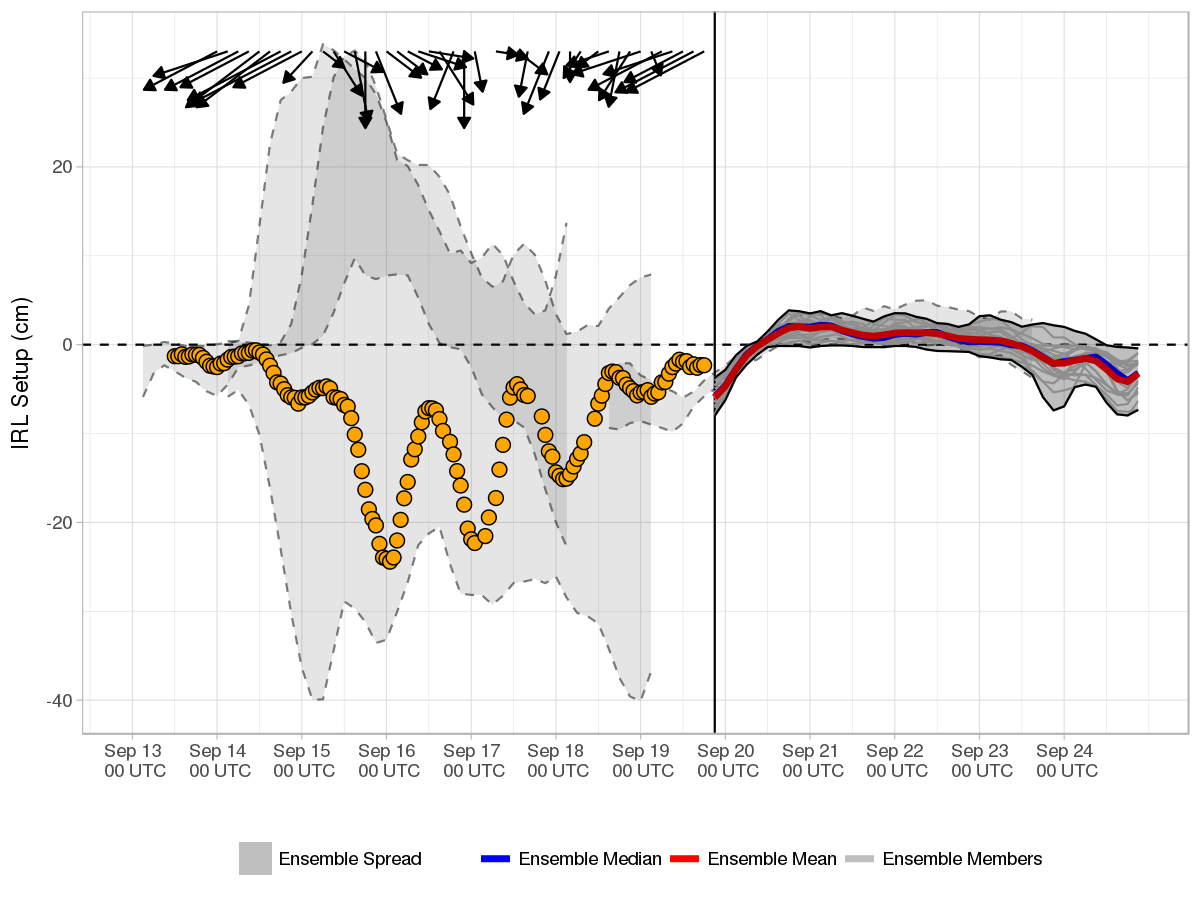 IRL Setup (cm)
20
0
-20
-40
Sep 13 Sep 14 Sep 15 Sep 16 Sep 17 Sep 18 Sep 19 Sep 20 Sep 21 Sep 22 Sep 23 Sep 24
00 UTC 00 UTC 00 UTC 00 UTC 00 UTC 00 UTC 00 UTC 00 UTC 00 UTC 00 UTC 00 UTC 00 UTC
Ensemble Spread Ensemble Median Ensemble Mean Ensemble Members